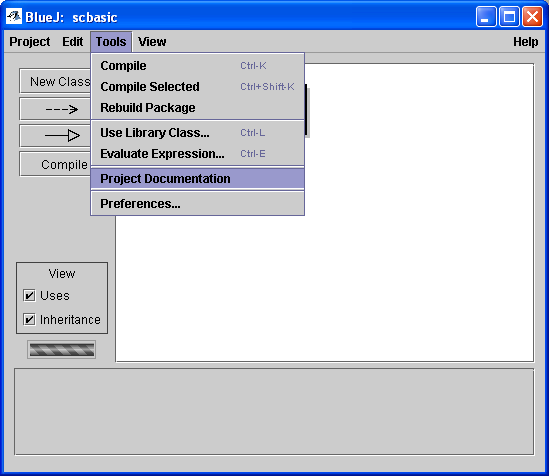 BlueJ: scbasic
Project Edit Tools View Help
New Class
Compile
Compile Ctrl-K
Compile Selected Ctrl+Shift-K
Rebuild Package
Use Library Class... Ctrl-L
Evaluate Expression... Ctrl-E
Project Documentation
Preferences...
View
Uses
Inheritance